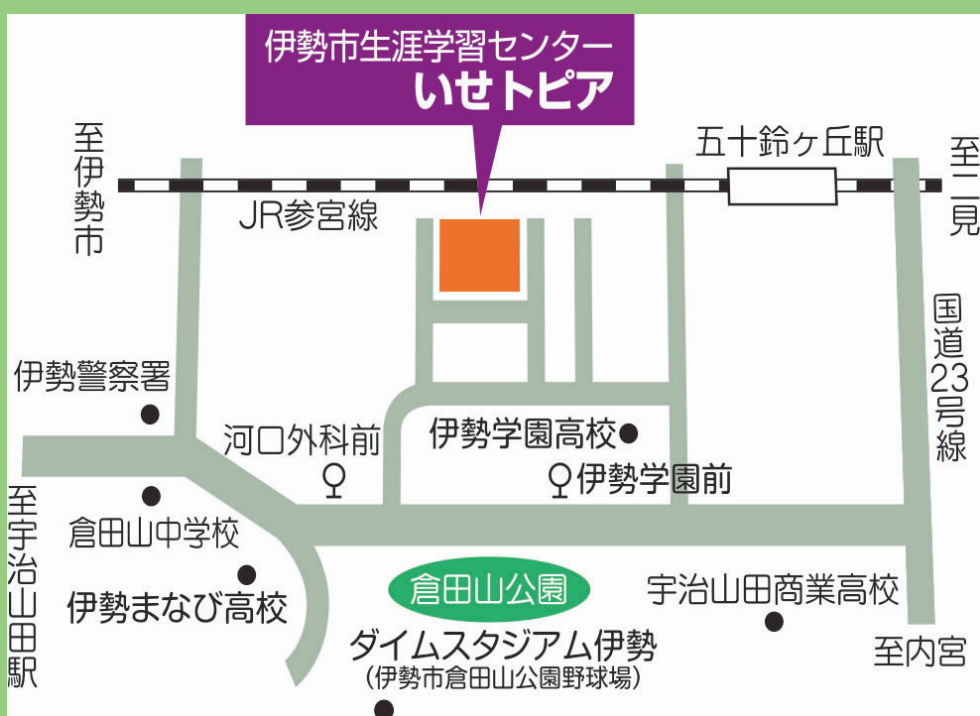 伊勢市生涯学習センター
いせトピア
至伊勢市
五十鈴ヶ丘駅
至二見
JR参宮線
国道23号線
伊勢警察署
河口外科前
伊勢学園高校
伊勢学園前
至宇治山田駅
倉田山中学校
伊勢まなび高校
倉田山公園
宇治山田商業高校
ダイムスタジアム伊勢
(伊勢市倉田山公園野球場)
至内宮